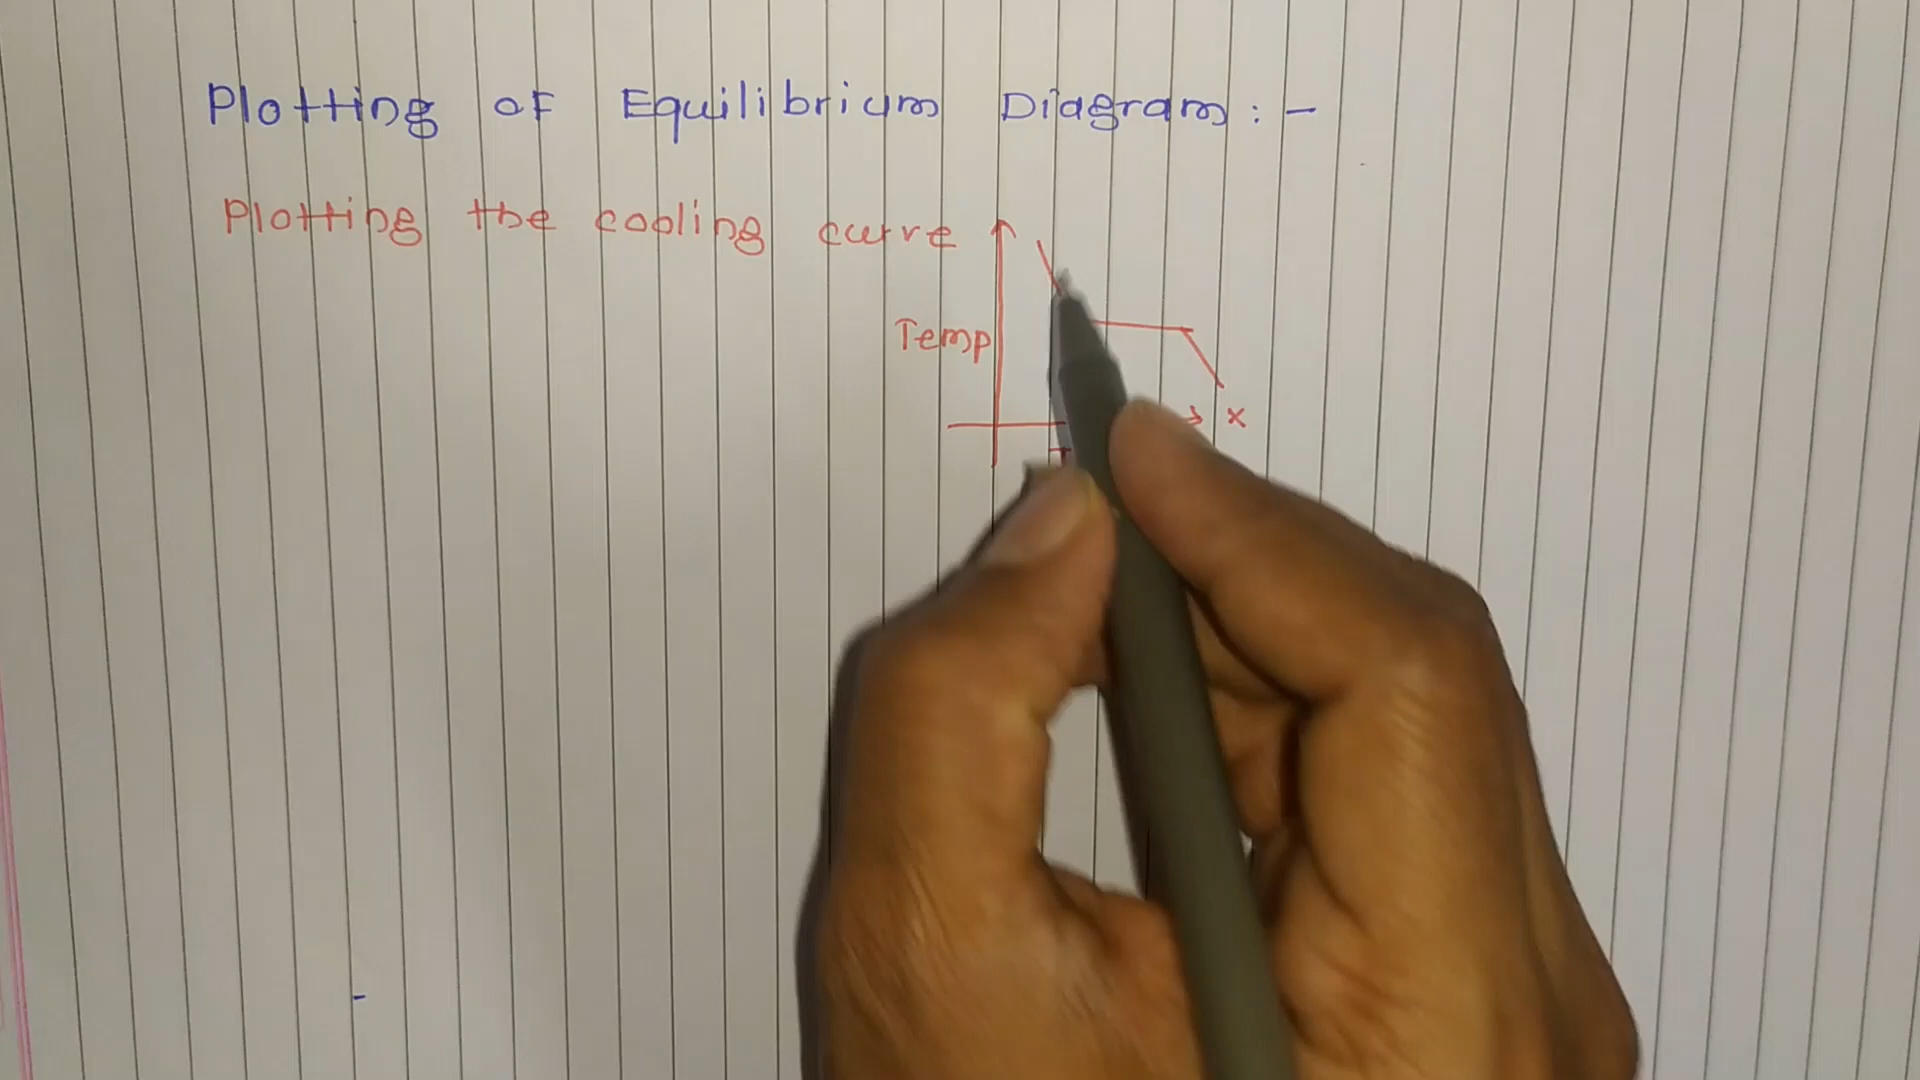 Plotting of Equilibrium Diagram : -
Plotting the cooling curve
Temp
x